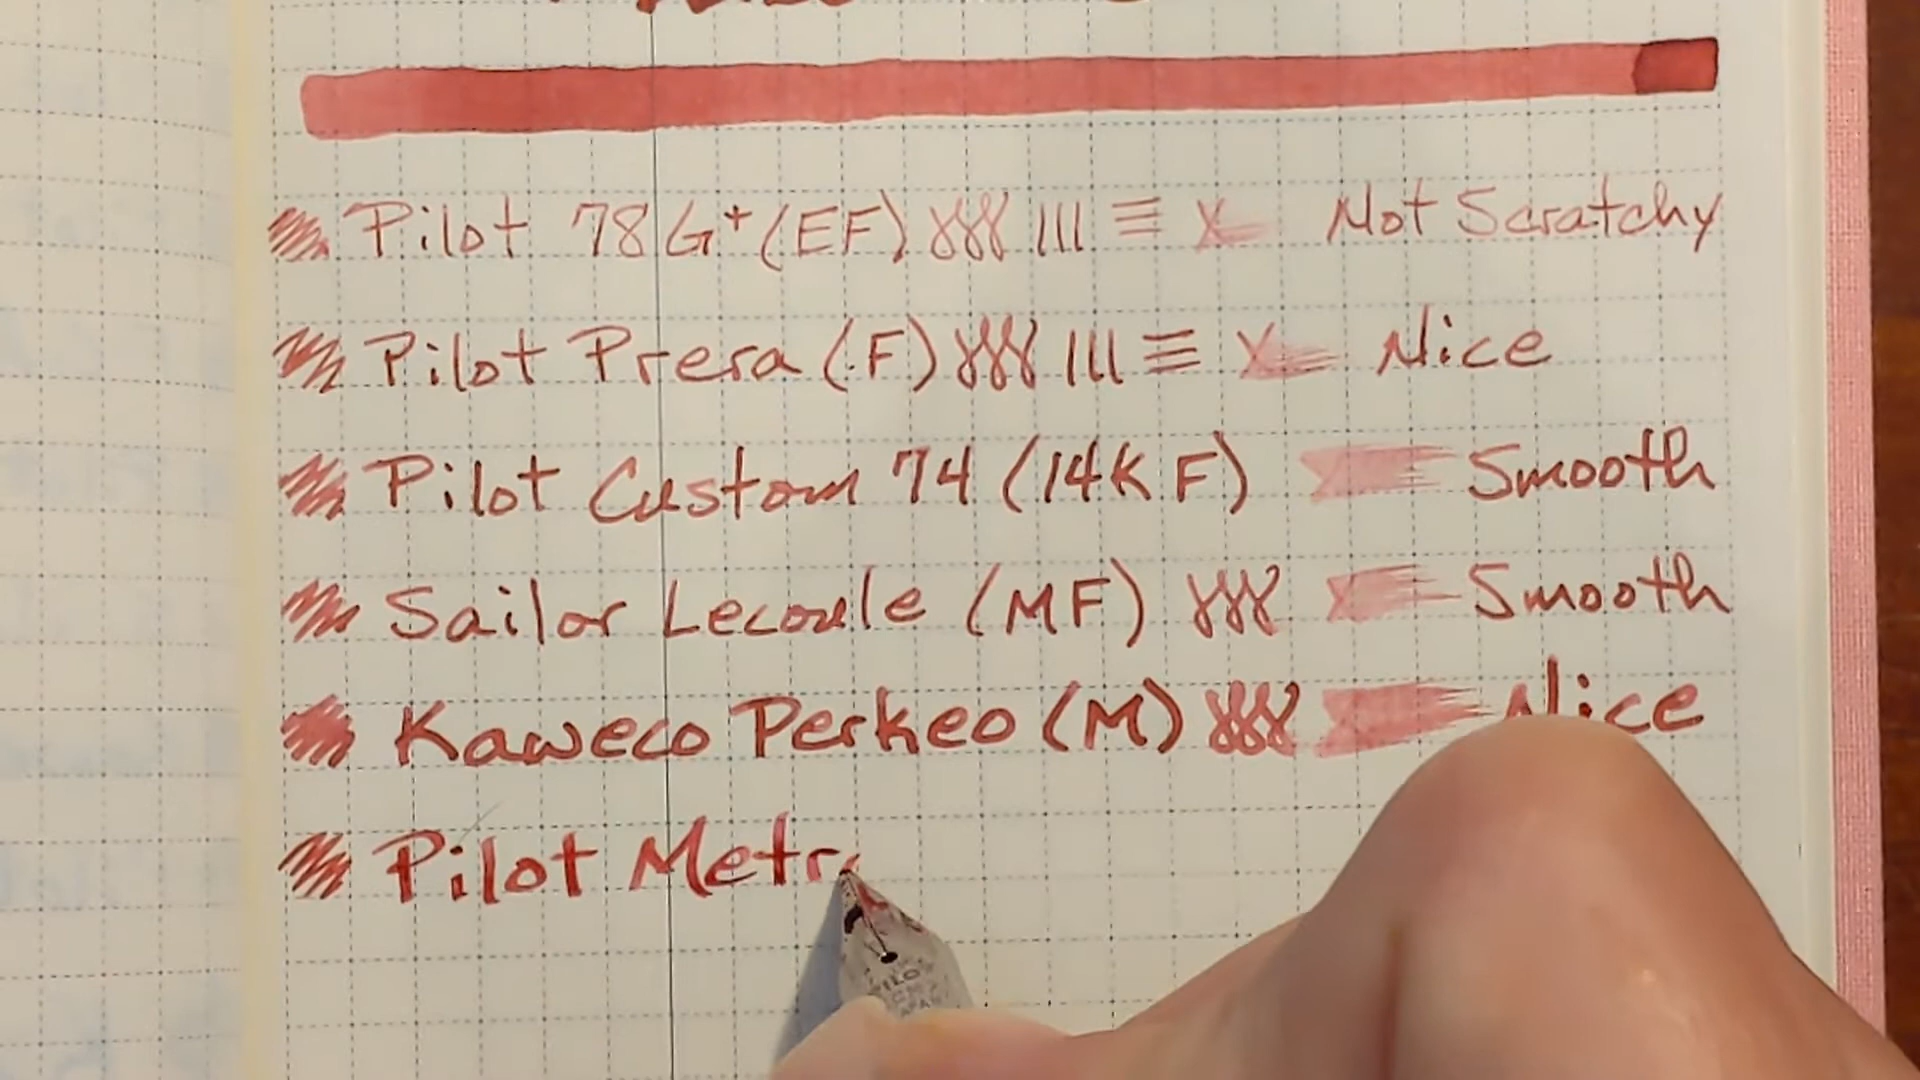 Pilot 78G+ (EF) Not Scratchy
Pilot Prera (F) Nice
Pilot Custom 74 (14K F) Smooth
Sailor Lecoule (MF) Smooth
Kaweco Perkeo (M) Nice
Pilot Metr